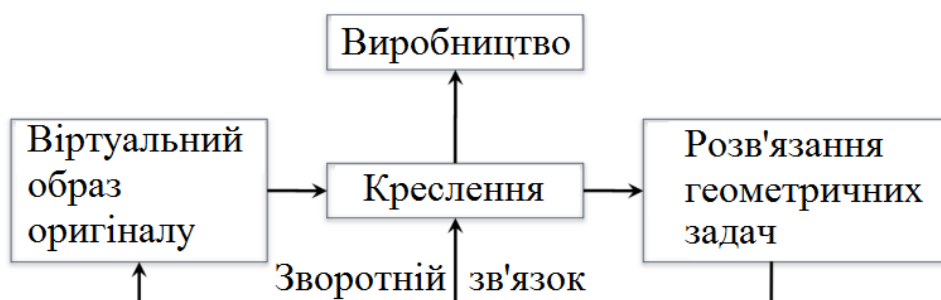 Виробництво
Віртуальний
образ
оригіналу
Креслення
Розв'язання
геометричних
задач
Зворотній зв'язок